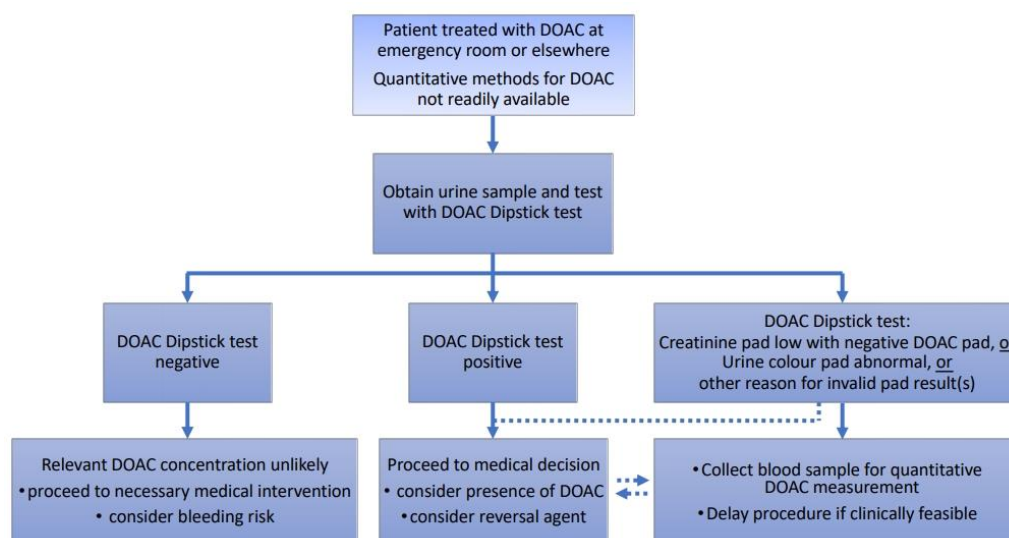 Patient treated with DOAC at
emergency room or elsewhere
Quantitative methods for DOAC
not readily available
Obtain urine sample and test
with DOAC Dipstick test
DOAC Dipstick test
negative
DOAC Dipstick test
positive
DOAC Dipstick test:
Creatinine pad low with negative DOAC pad, o
Urine colour pad abnormal, or
other reason for invalid pad result(s)
Relevant DOAC concentration unlikely
•proceed to necessary medical intervention
• consider bleeding risk
Proceed to medical decision
• consider presence of DOAC
• consider reversal agent
•Collect blood sample for quantitative
DOAC measurement
• Delay procedure if clinically feasible